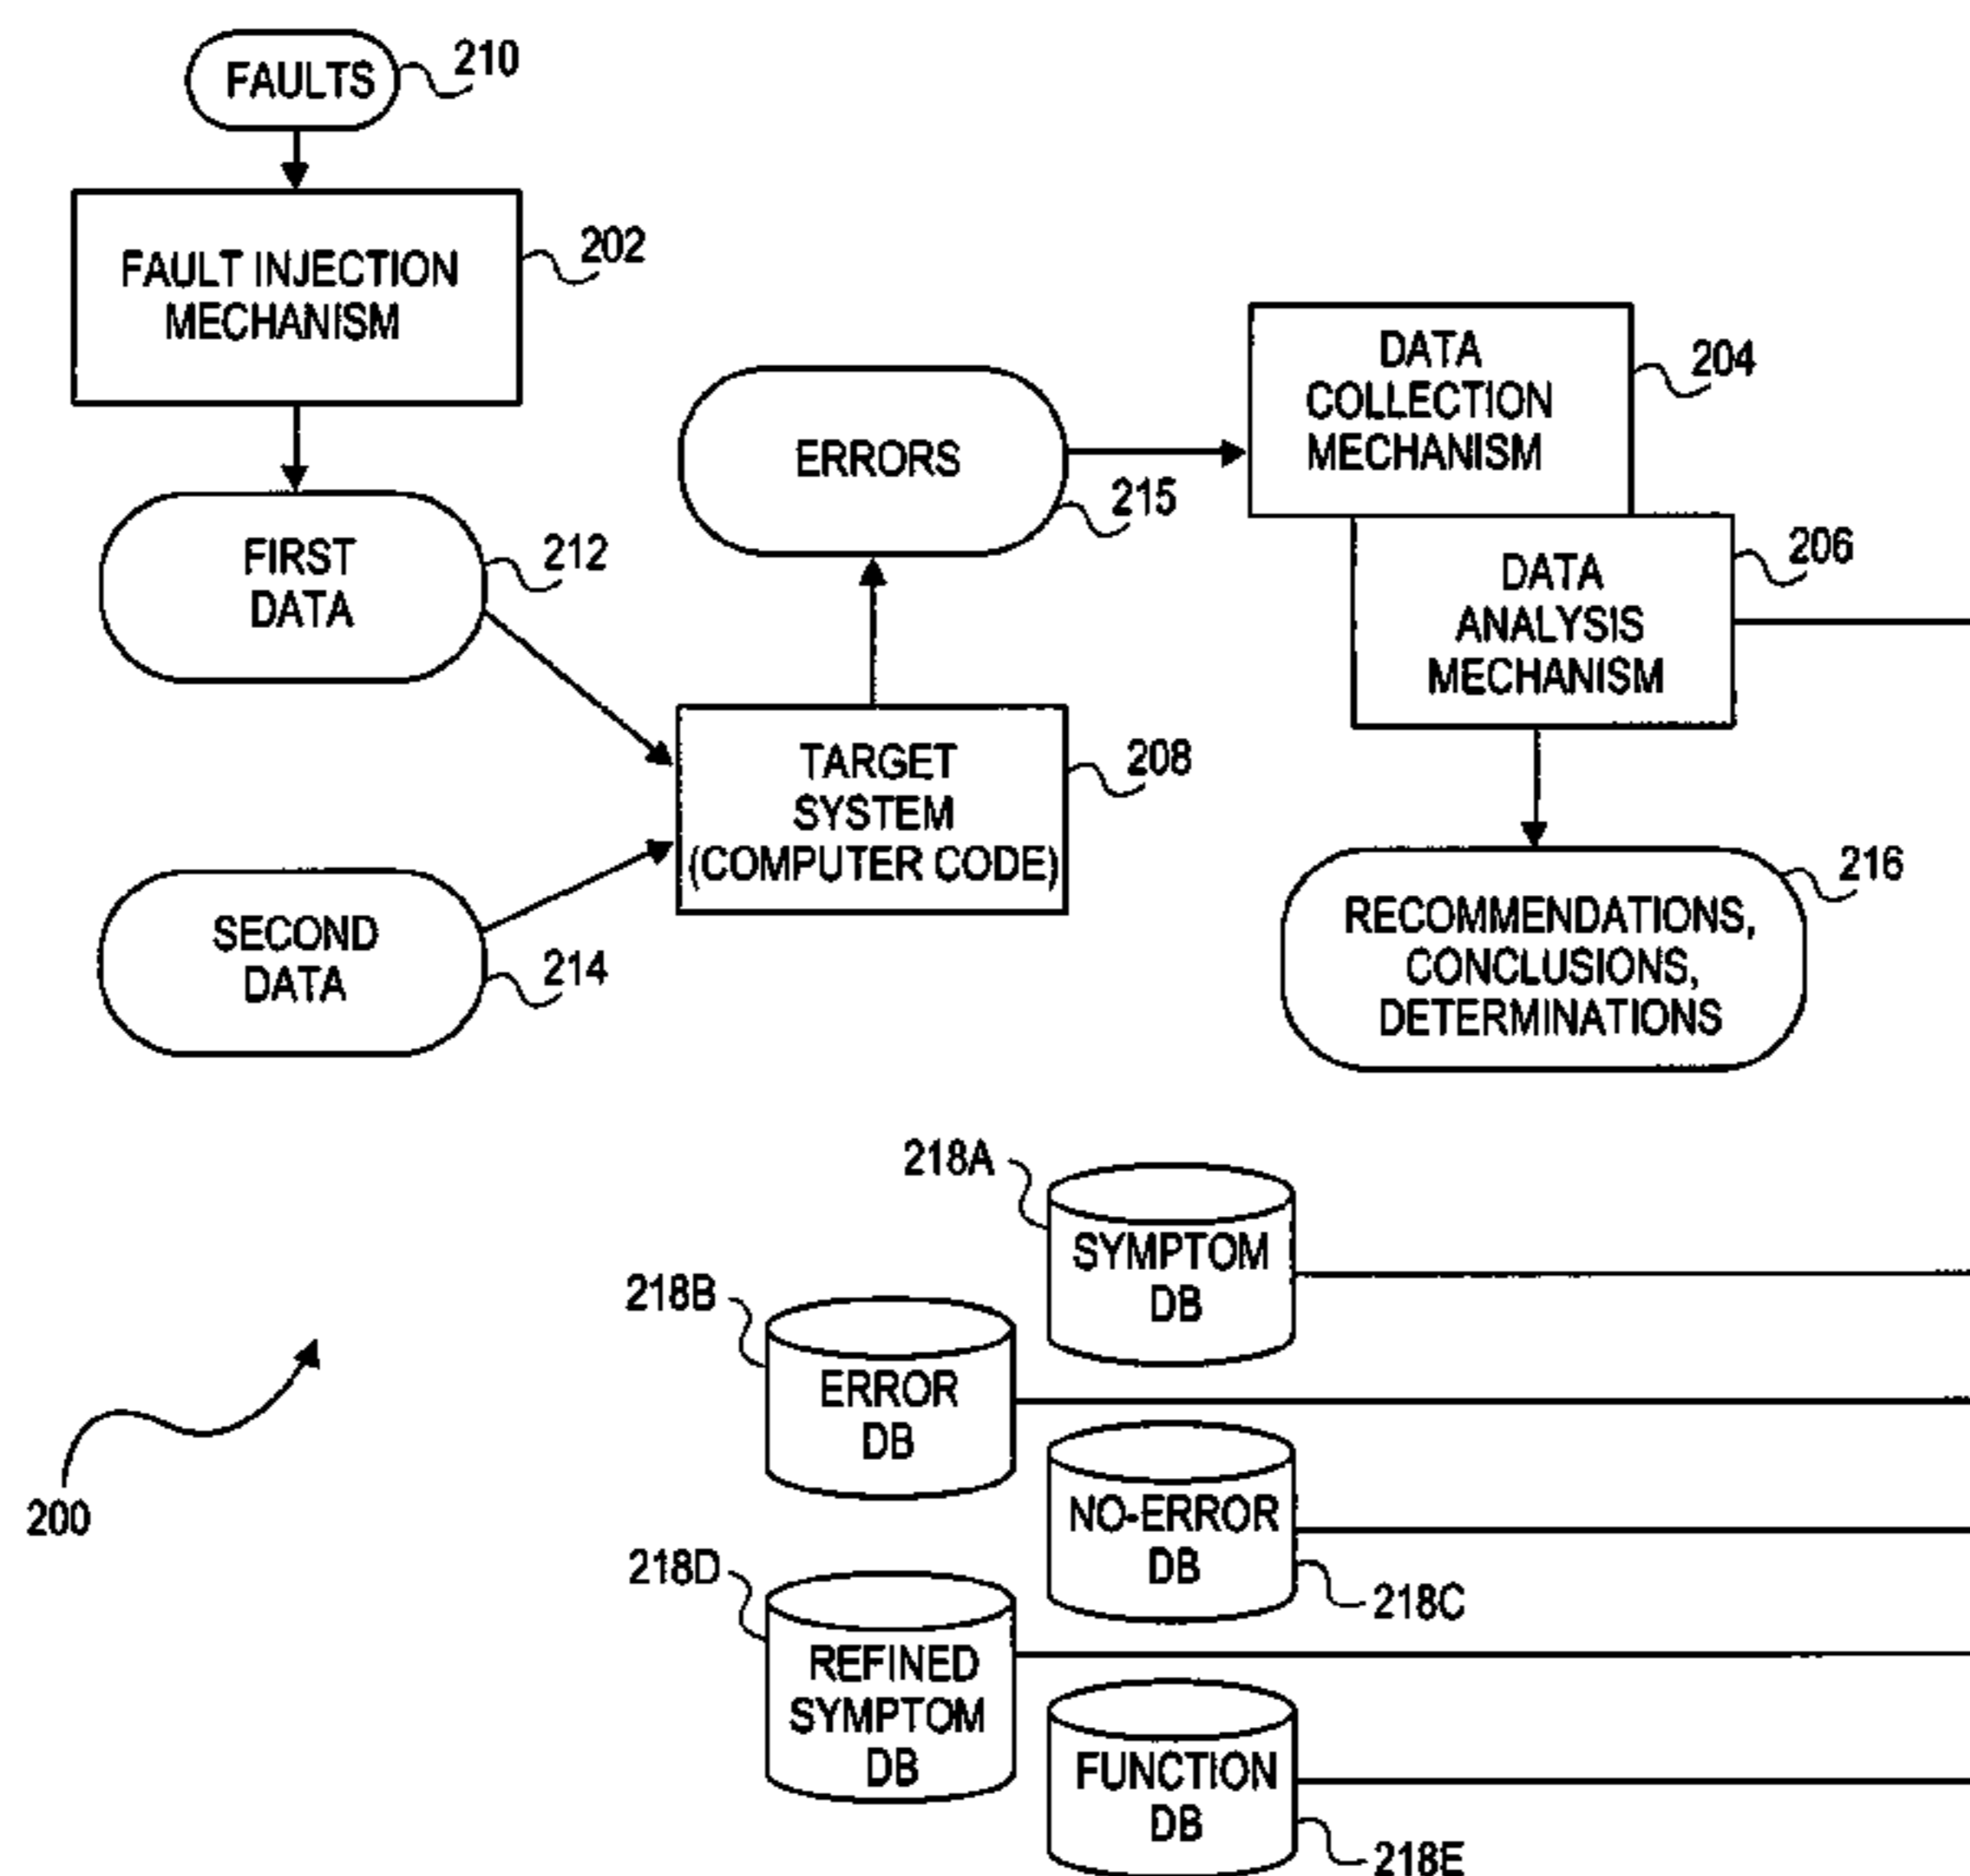 FAULTS
210
FAULT INJECTION
MECHANISM
202
FIRST
DATA
212
SECOND
DATA
214
ERRORS
215
TARGET
SYSTEM
(COMPUTER CODE)
208
DATA
COLLECTION
MECHANISM
204
DATA
ANALYSIS
MECHANISM
206
RECOMMENDATIONS,
CONCLUSIONS,
DETERMINATIONS
216
218A
SYMPTOM
DB
218B
ERROR
DB
NO-ERROR
DB
218C
218D
REFINED
SYMPTOM
DB
FUNCTION
DB
218E
200